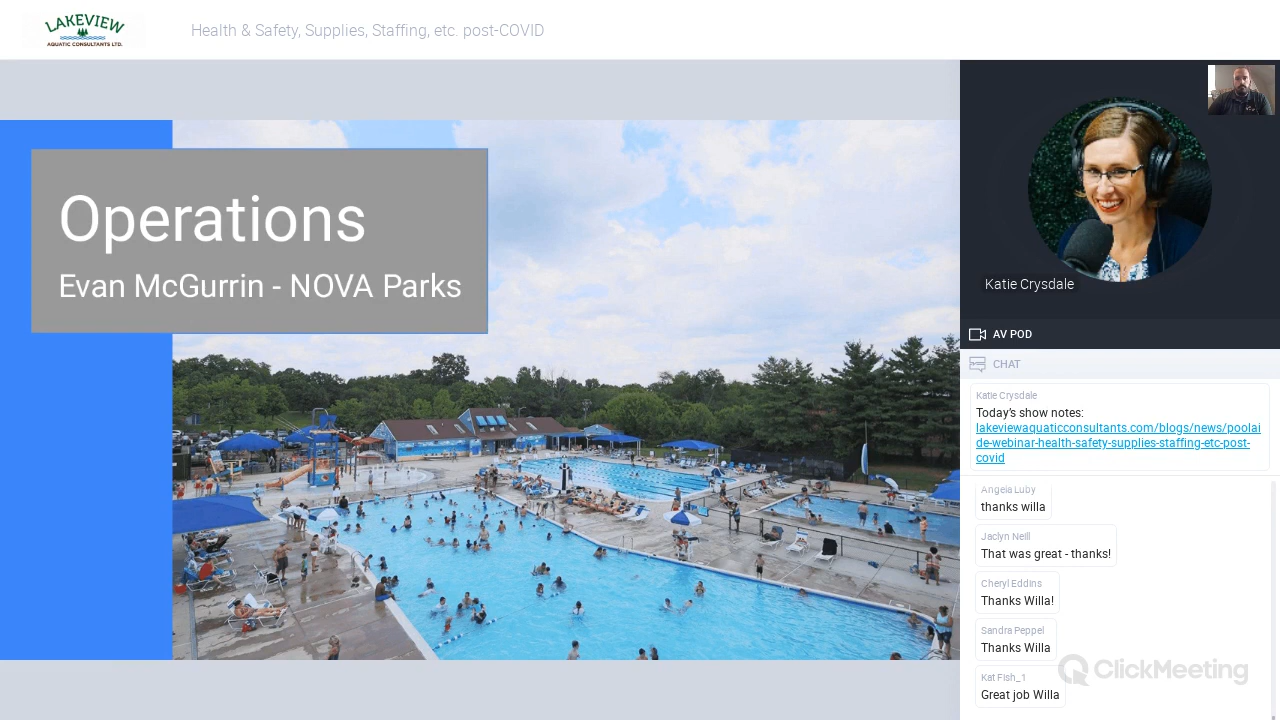 LAKEVIEW
AQUATIC CONSULTANTS LTD.
Health & Safety, Supplies, Staffing, etc. post-COVID
Operations
Evan McGurrin - NOVA Parks
Katie Crysdale
AV POD
CHAT
Katie Crysdale
Today's show notes:
lakeviewaquaticconsultants.com/blogs/news/poolai
de-webinar-health-safety-supplies-staffing-etc-post-
covid
Angela Luby
thanks willa
Jaclyn Neill
That was great - thanks!
Cheryl Eddins
Thanks Willa!
Sandra Peppel
Thanks Willa
Kat Fish_1
Great job Willa
ClickMeeting